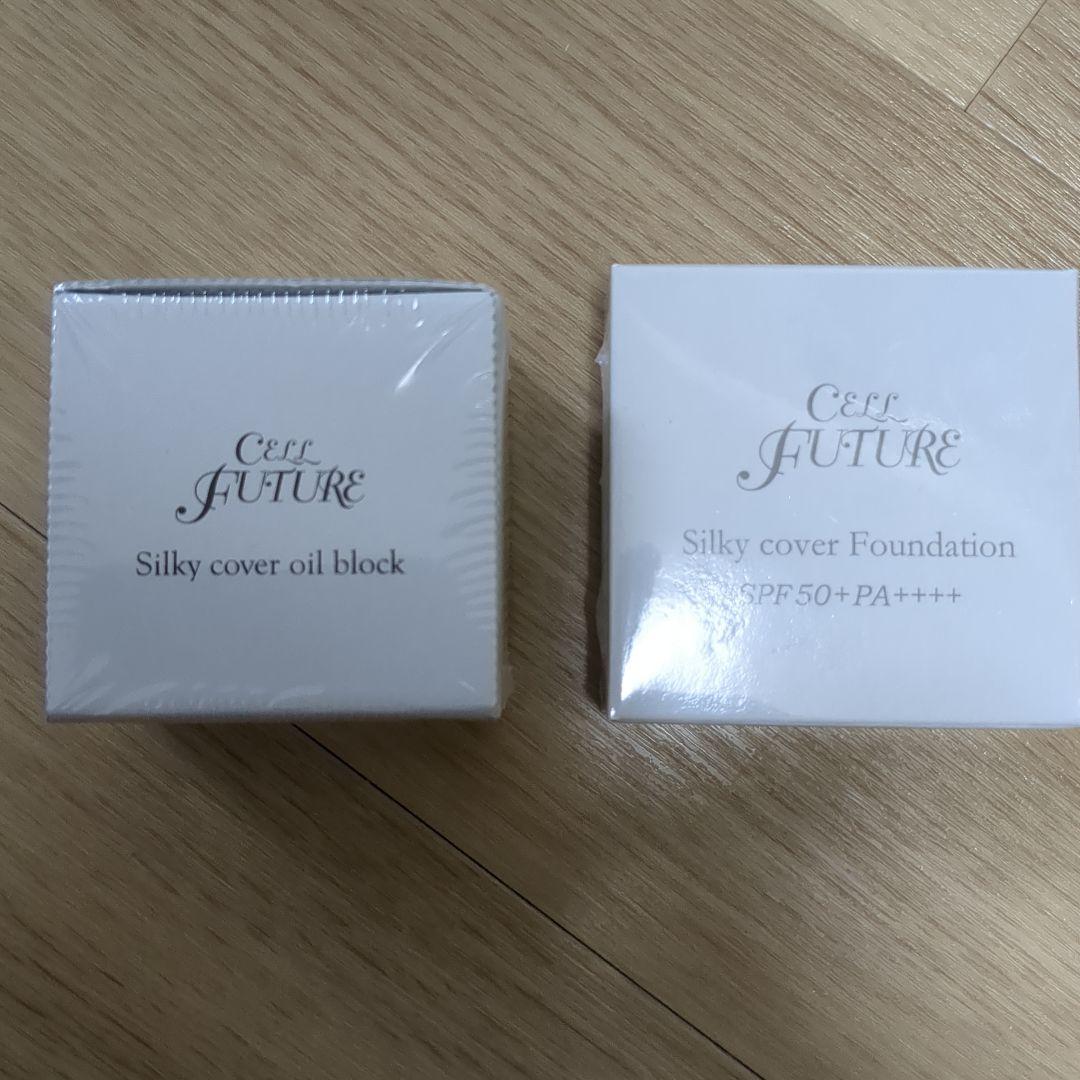 CELL
FUTURE
Silky cover oil block
CELL
FUTURE
Silky cover Foundation
SPF50+PA++++